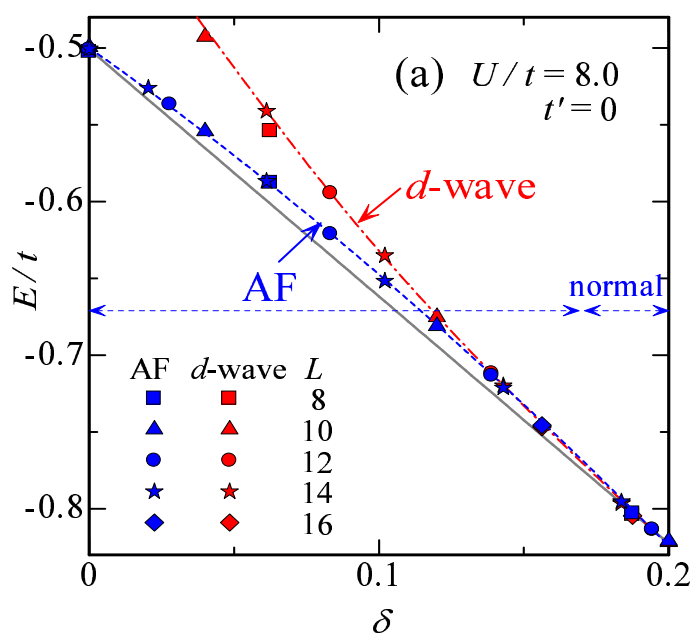 -0.5
(a) U/t = 8.0
t′= 0
-0.6
d-wave
E/t
AF
normal
-0.7
AF d-wave L
8
10
12
14
16
-0.8
0 0.1 0.2
δ